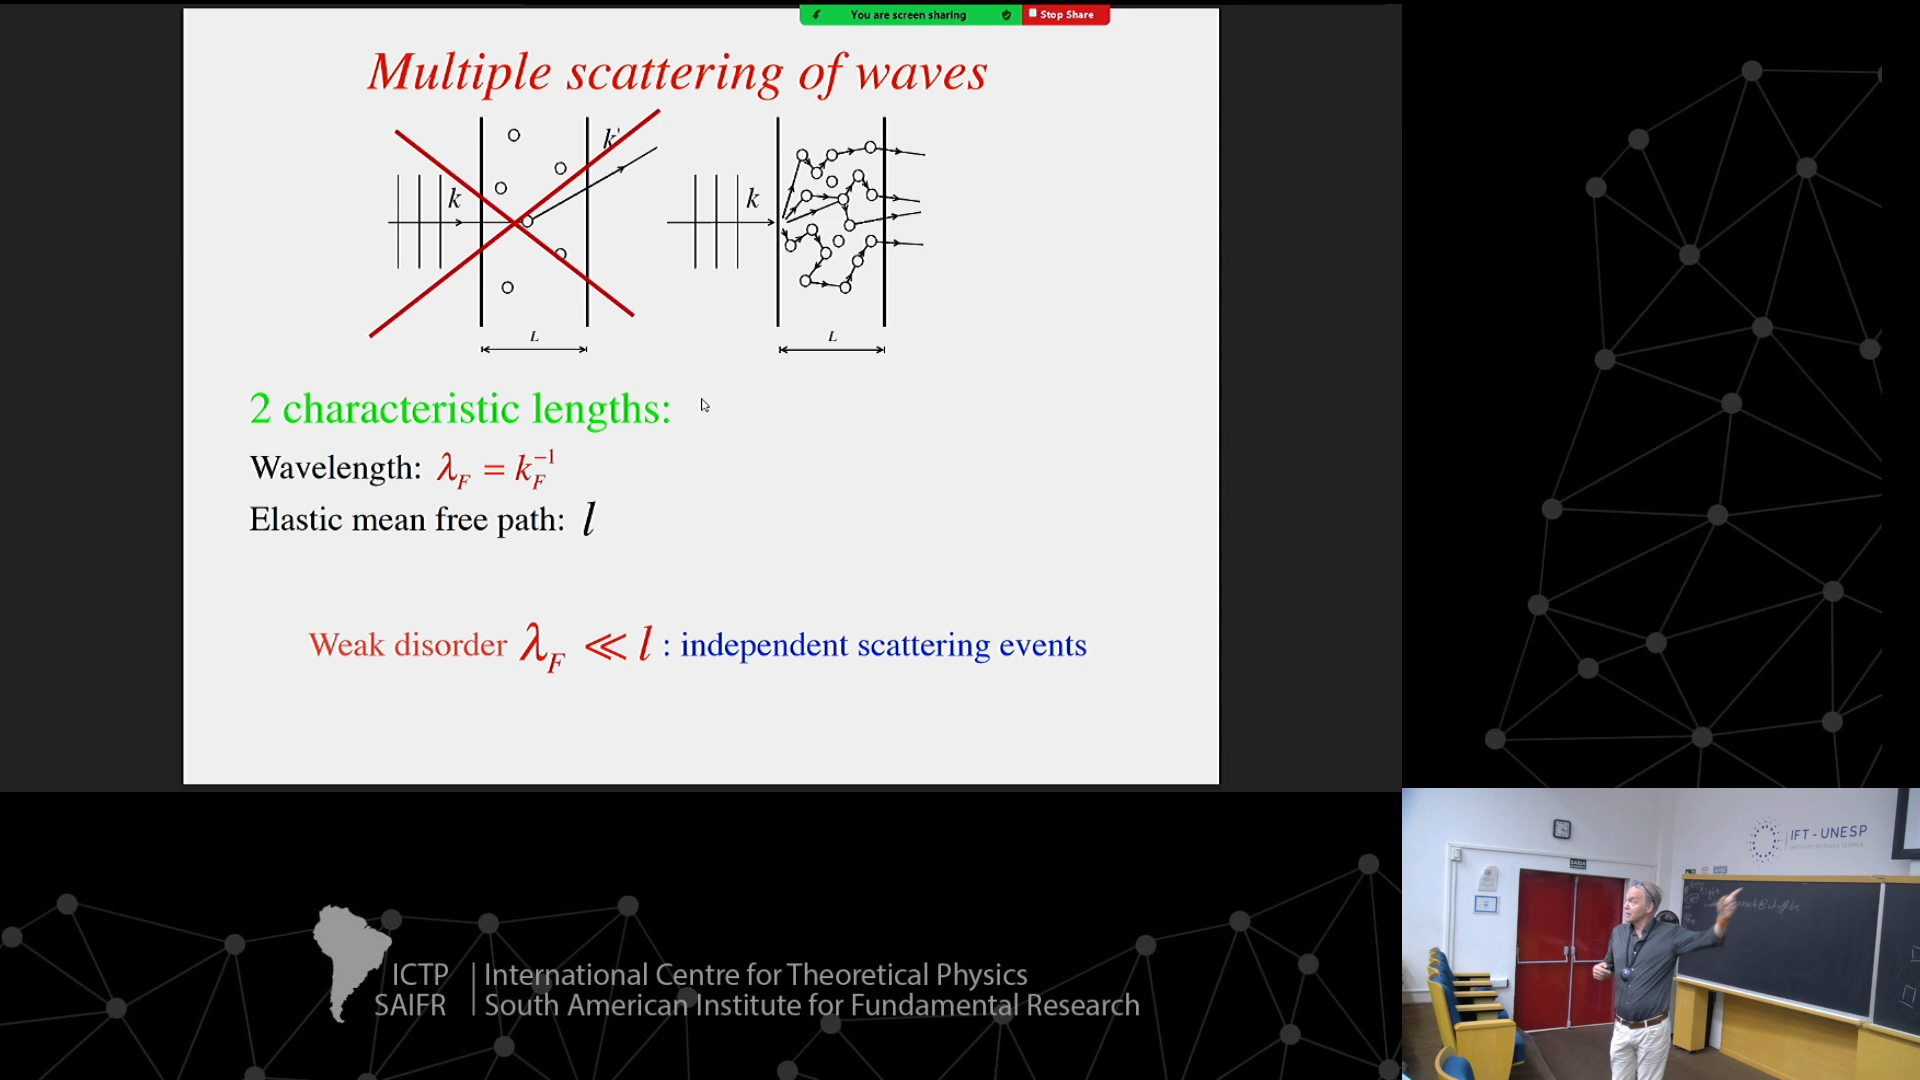 You are screen sharing
Stop Share
Multiple scattering of waves
k
k'
k
L
L
2 characteristic lengths:
Wavelength: λ_F = k_F^{-1}
Elastic mean free path: l
Weak disorder λ_F ≪ l : independent scattering events
IFT - UNESP
SAIDA
ICTP | International Centre for Theoretical Physics
SAIFR | South American Institute for Fundamental Research